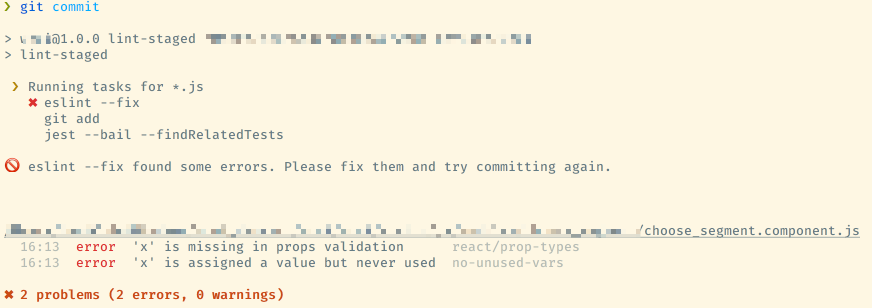 ❯ git commit
> @1.0.0 lint-staged
> lint-staged
❯ Running tasks for *.js
✖ eslint --fix
git add
jest --bail --findRelatedTests
🚫 eslint --fix found some errors. Please fix them and try committing again.
/choose_segment.component.js
16:13 error 'x' is missing in props validation react/prop-types
16:13 error 'x' is assigned a value but never used no-unused-vars
✖ 2 problems (2 errors, 0 warnings)